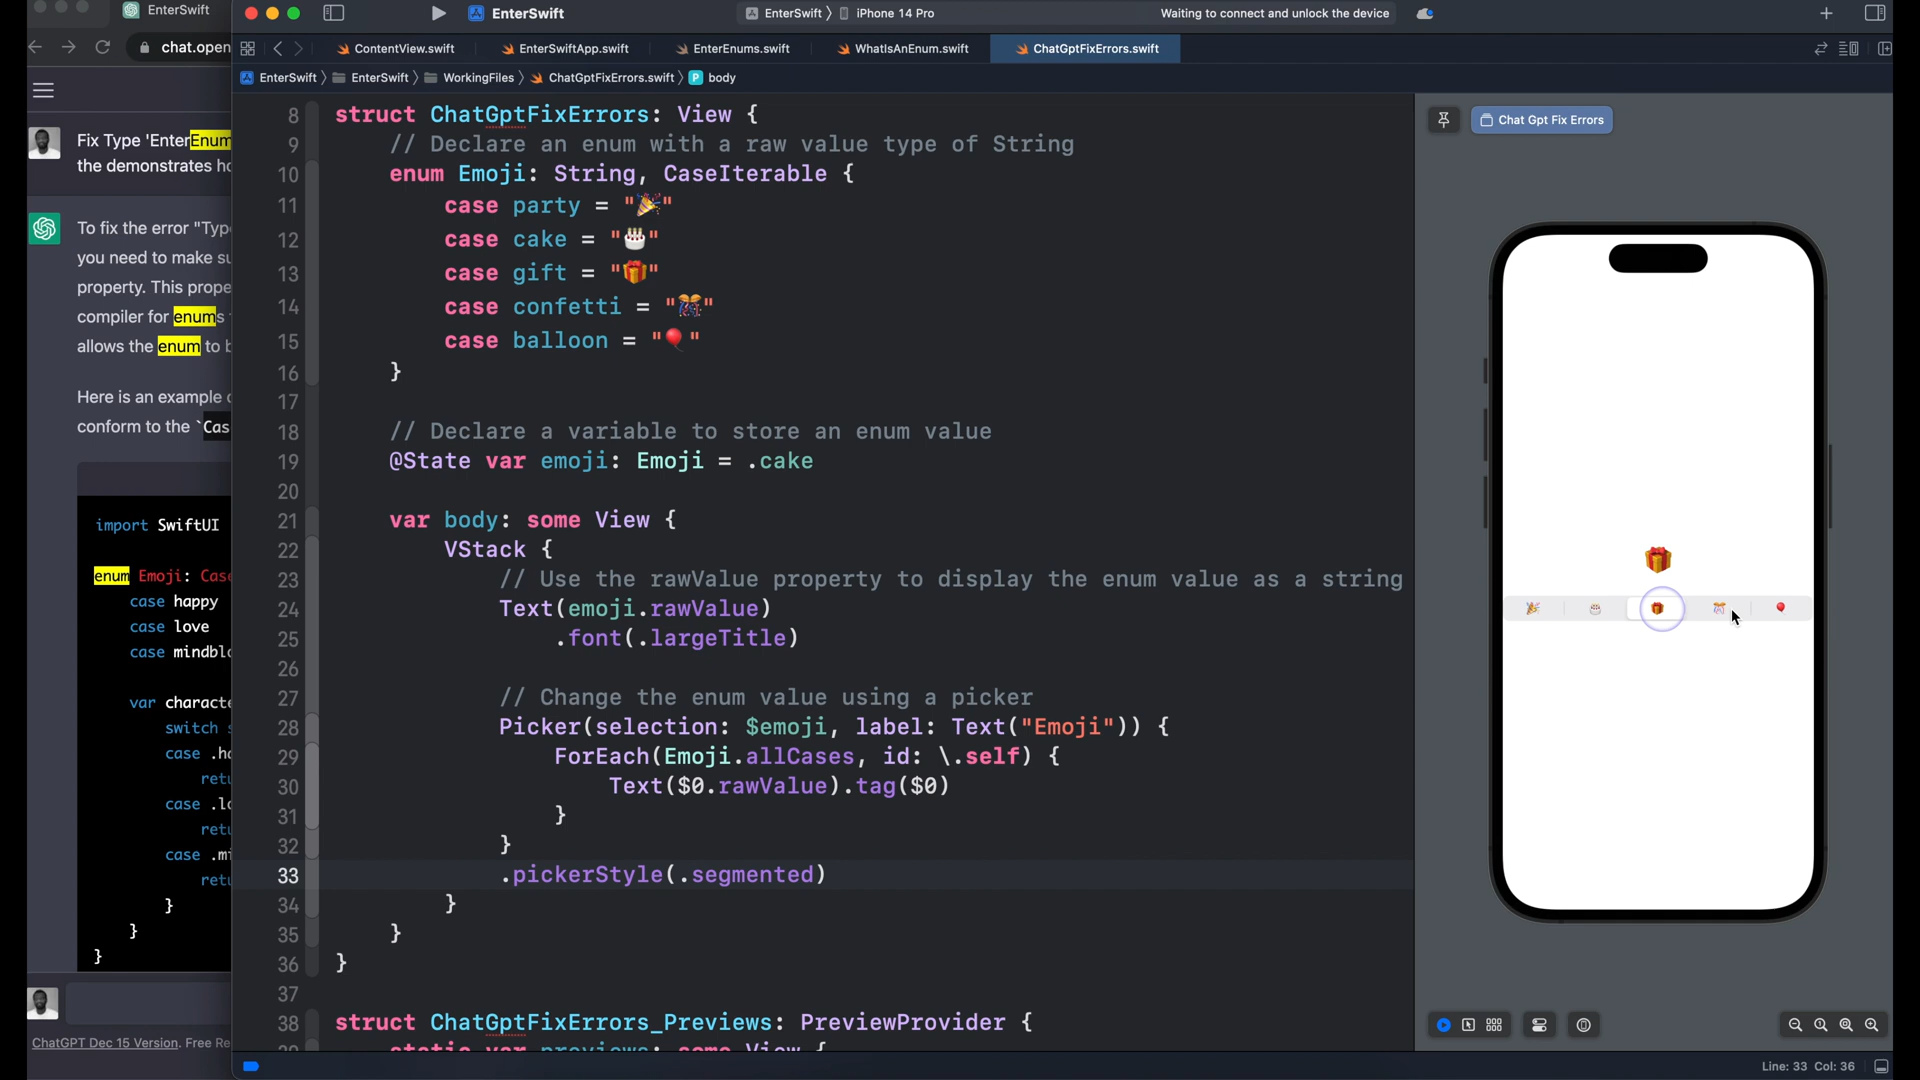 EnterSwift
chat.open
Fix Type 'EnterEnum
the demonstrates ho
To fix the error "Typ
you need to make su
property. This prope
compiler for enums
allows the enum to b
Here is an example
conform to the `Cas
import SwiftUI
enum Emoji: Case
case happy
case love
case mindblo
var characte
switch s
case .ha
retu
case .lo
retu
case .mi
retu
}
}
}
ChatGPT Dec 15 Version. Free Re
EnterSwift
EnterSwift iPhone 14 Pro
Waiting to connect and unlock the device
ContentView.swift
EnterSwiftApp.swift
EnterEnums.swift
WhatIsAnEnum.swift
ChatGptFixErrors.swift
EnterSwift EnterSwift WorkingFiles ChatGptFixErrors.swift P body
8 struct ChatGptFixErrors: View {
9 // Declare an enum with a raw value type of String
10 enum Emoji: String, CaseIterable {
11 case party = "🎉"
12 case cake = "🎂"
13 case gift = "🎁"
14 case confetti = "🎊"
15 case balloon = "🎈"
16 }
17
18 // Declare a variable to store an enum value
19 @State var emoji: Emoji = .cake
20
21 var body: some View {
22 VStack {
23 // Use the rawValue property to display the enum value as a string
24 Text(emoji.rawValue)
25 .font(.largeTitle)
26
27 // Change the enum value using a picker
28 Picker(selection: $emoji, label: Text("Emoji")) {
29 ForEach(Emoji.allCases, id: \.self) {
30 Text($0.rawValue).tag($0)
31 }
32 }
33 .pickerStyle(.segmented)
34 }
35 }
36 }
37
38 struct ChatGptFixErrors_Previews: PreviewProvider {
39 static var previews: some View {
Chat Gpt Fix Errors
Line: 33 Col: 36